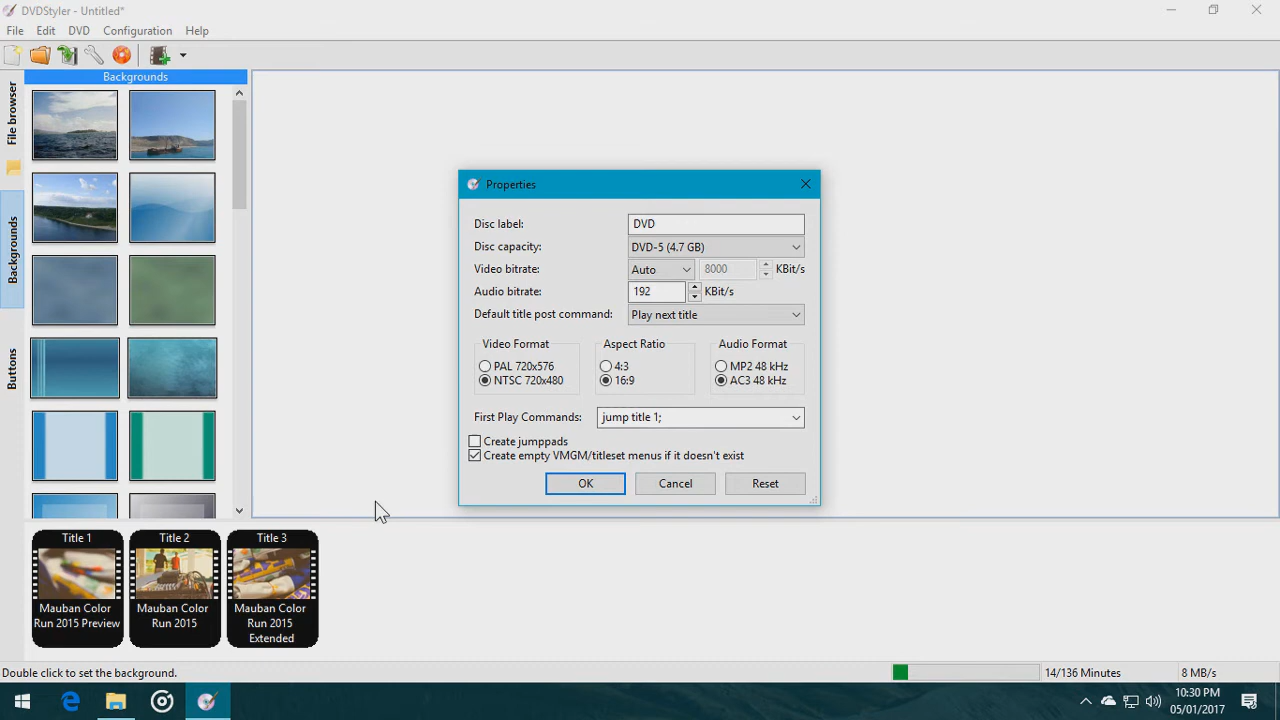 DVDStyler - Untitled*
File Edit DVD Configuration Help
Backgrounds
File browser
Backgrounds
Buttons
Properties
Disc label: DVD
Disc capacity: DVD-5 (4.7 GB)
Video bitrate: Auto 8000 KBit/s
Audio bitrate: 192 KBit/s
Default title post command: Play next title
Video Format Aspect Ratio Audio Format
PAL 720x576 4:3 MP2 48 kHz
NTSC 720x480 16:9 AC3 48 kHz
First Play Commands: jump title 1;
Create jumppads
Create empty VMGM/titleset menus if it doesn't exist
OK Cancel Reset
Title 1
Mauban Color
Run 2015 Preview
Title 2
Mauban Color
Run 2015
Title 3
Mauban Color
Run 2015
Extended
Double click to set the background. 14/136 Minutes 8 MB/s
10:30 PM
05/01/2017